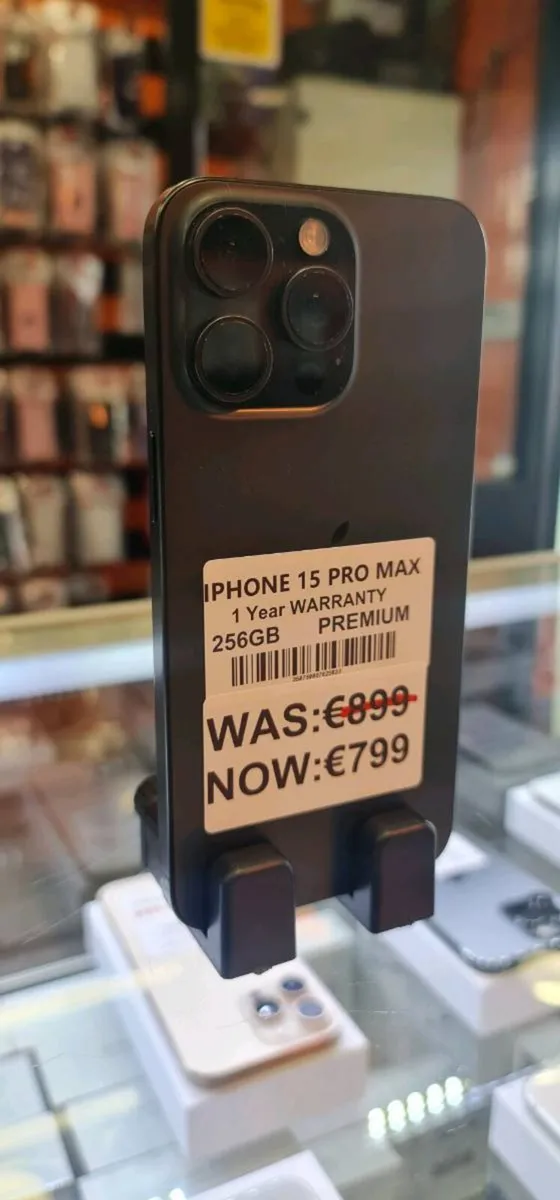 IPHONE 15 PRO MAX
1 Year WARRANTY
256GB PREMIUM
WAS:€899
NOW:€799